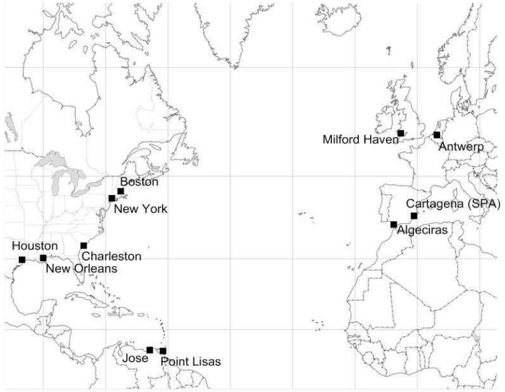 Milford Haven
Antwerp
Boston
New York
Cartagena (SPA)
Algeciras
Houston
Charleston
New Orleans
Jose
Point Lisas